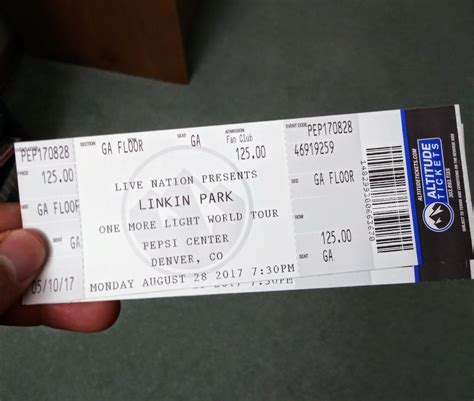 PEP170828
125.00
GA FLOOR
05/10/17
GA FLOOR
GA
Fan Club
125.00
LIVE NATION PRESENTS
LINKIN PARK
ONE MORE LIGHT WORLD TOUR
PEPSI CENTER
DENVER, CO
MONDAY AUGUST 28 2017 7:30PM
PEP170828
46919259
GA FLOOR
125.00
GA
ALTITUDE
TICKETS
ALTITUDETICKETS.COM